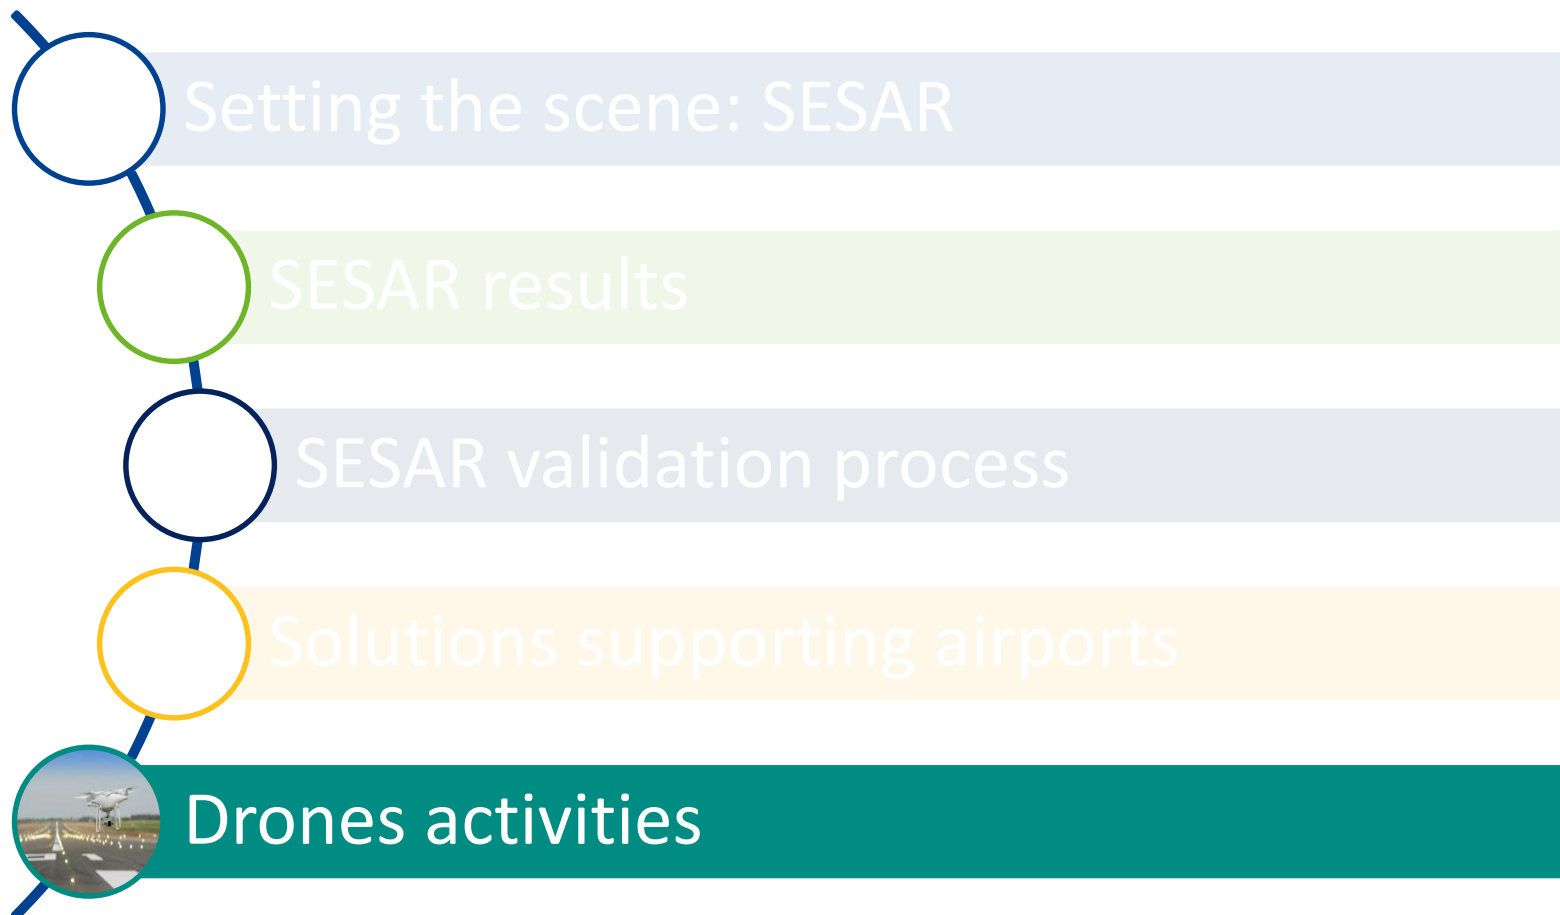 Setting the scene: SESAR
SESAR results
SESAR validation process
Solutions supporting airports
Drones activities